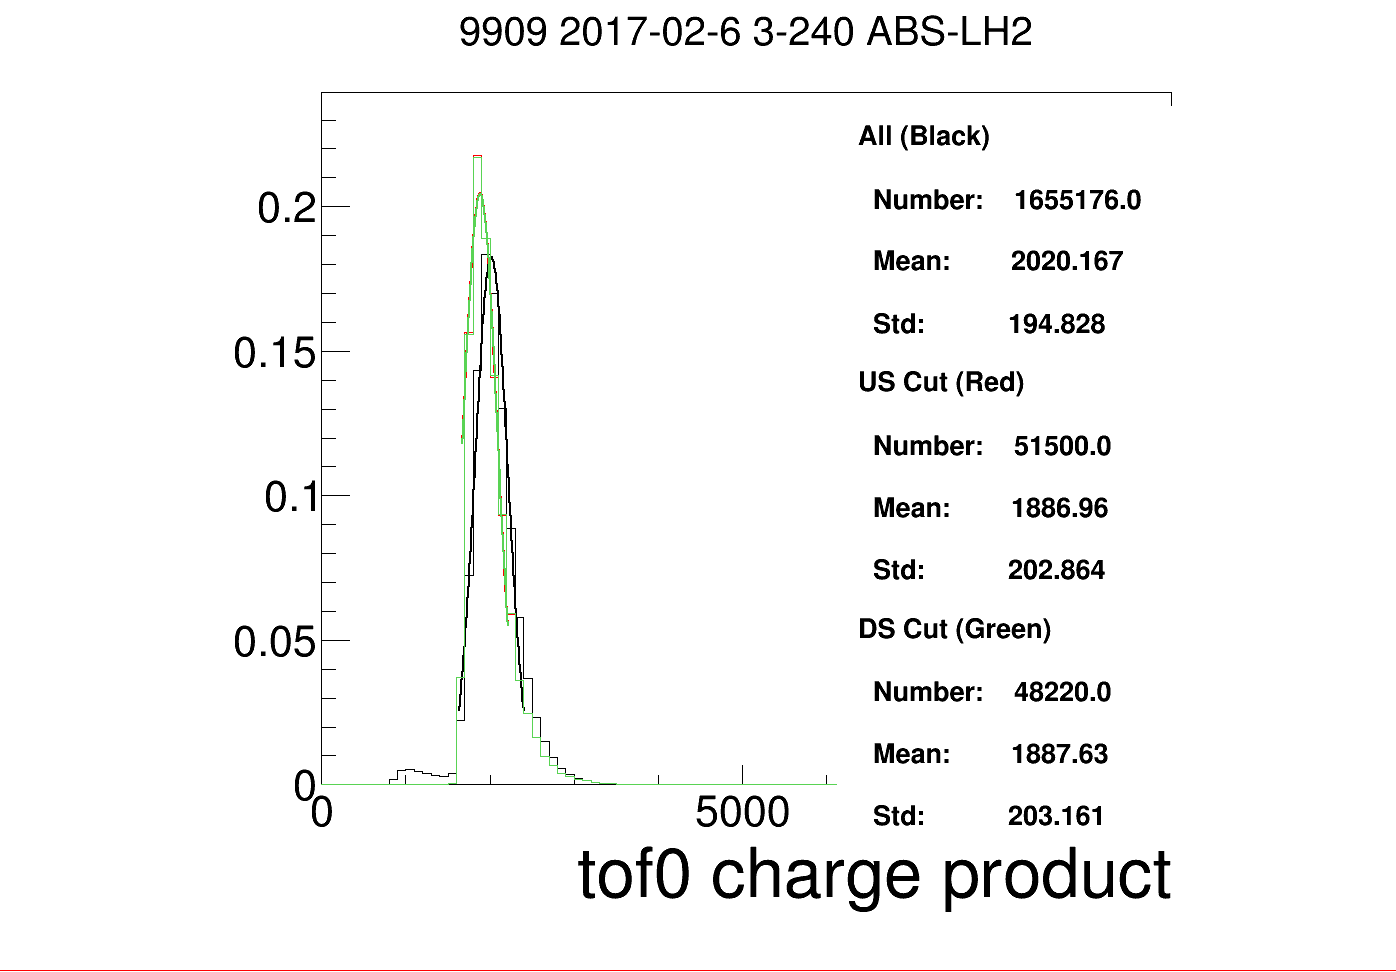 9909 2017-02-6 3-240 ABS-LH2
All (Black)
Number: 1655176.0
Mean: 2020.167
Std: 194.828
US Cut (Red)
Number: 51500.0
Mean: 1886.96
Std: 202.864
DS Cut (Green)
Number: 48220.0
Mean: 1887.63
Std: 203.161
0.2
0.15
0.1
0.05
0
0 5000
tof0 charge product